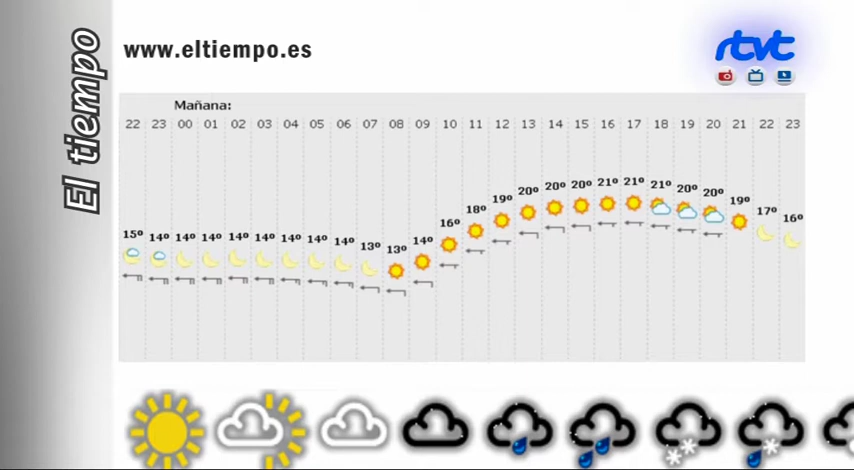 El tiempo
www.eltiempo.es
rtvt
Mañana:
22 23 00 01 02 03 04 05 06 07 08 09 10 11 12 13 14 15 16 17 18 19 20 21 22 23
15º 14º 14º 14º 14º 14º 14º 14º 14º 13º 13º 14º 16º 18º 19º 20º 20º 20º 21º 21º 21º 20º 20º 19º 17º 16º